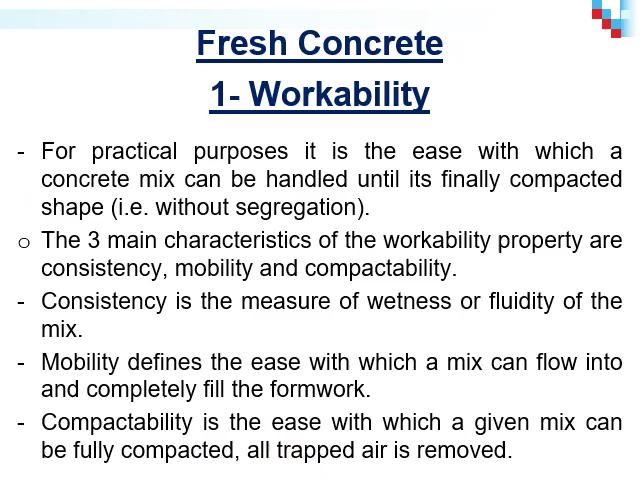 Fresh Concrete
1- Workability
- For practical purposes it is the ease with which a
concrete mix can be handled until its finally compacted
shape (i.e. without segregation).
o The 3 main characteristics of the workability property are
consistency, mobility and compactability.
- Consistency is the measure of wetness or fluidity of the
mix.
- Mobility defines the ease with which a mix can flow into
and completely fill the formwork.
- Compactability is the ease with which a given mix can
be fully compacted, all trapped air is removed.